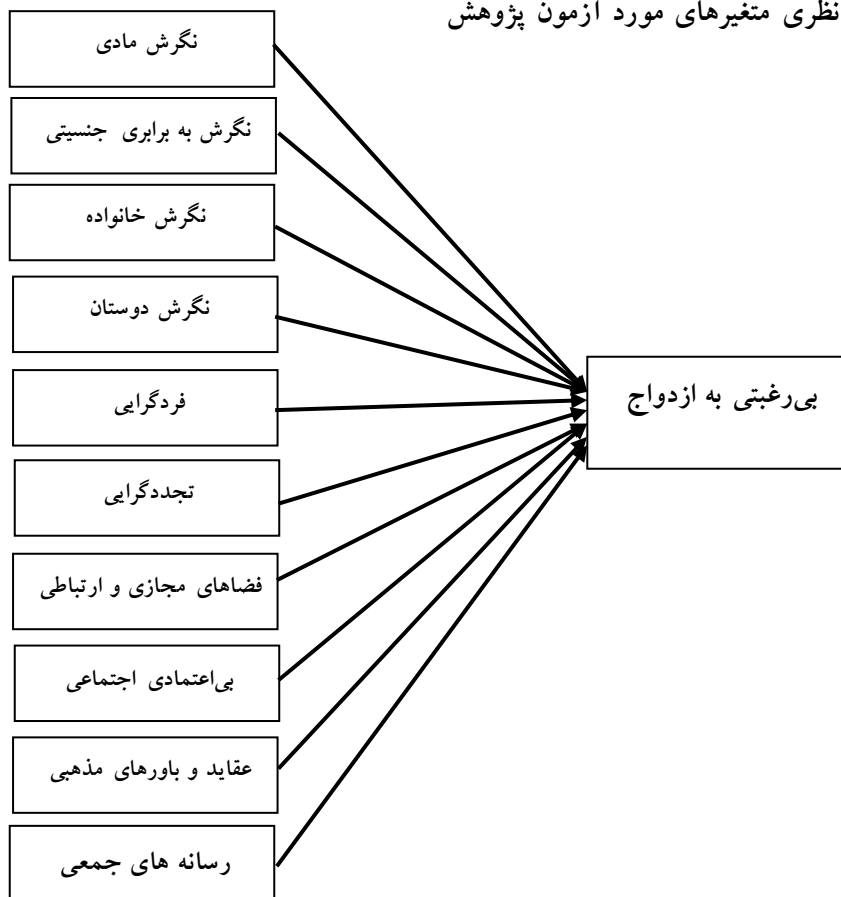 نظری متغیرهای مورد آزمون پژوهش
نگرش مادی
نگرش به برابری جنسیتی
نگرش خانواده
نگرش دوستان
فردگرایی
تجددگرایی
فضاهای مجازی و ارتباطی
بی‌اعتمادی اجتماعی
عقاید و باورهای مذهبی
رسانه های جمعی
بی‌رغبتی به ازدواج